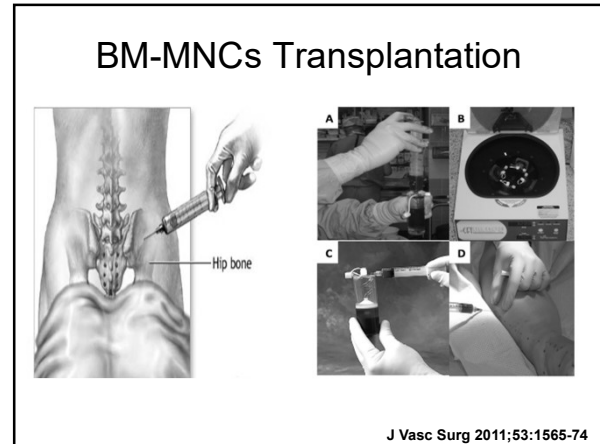 BM-MNCs Transplantation
Hip bone
A
B
C
D
J Vasc Surg 2011;53:1565-74